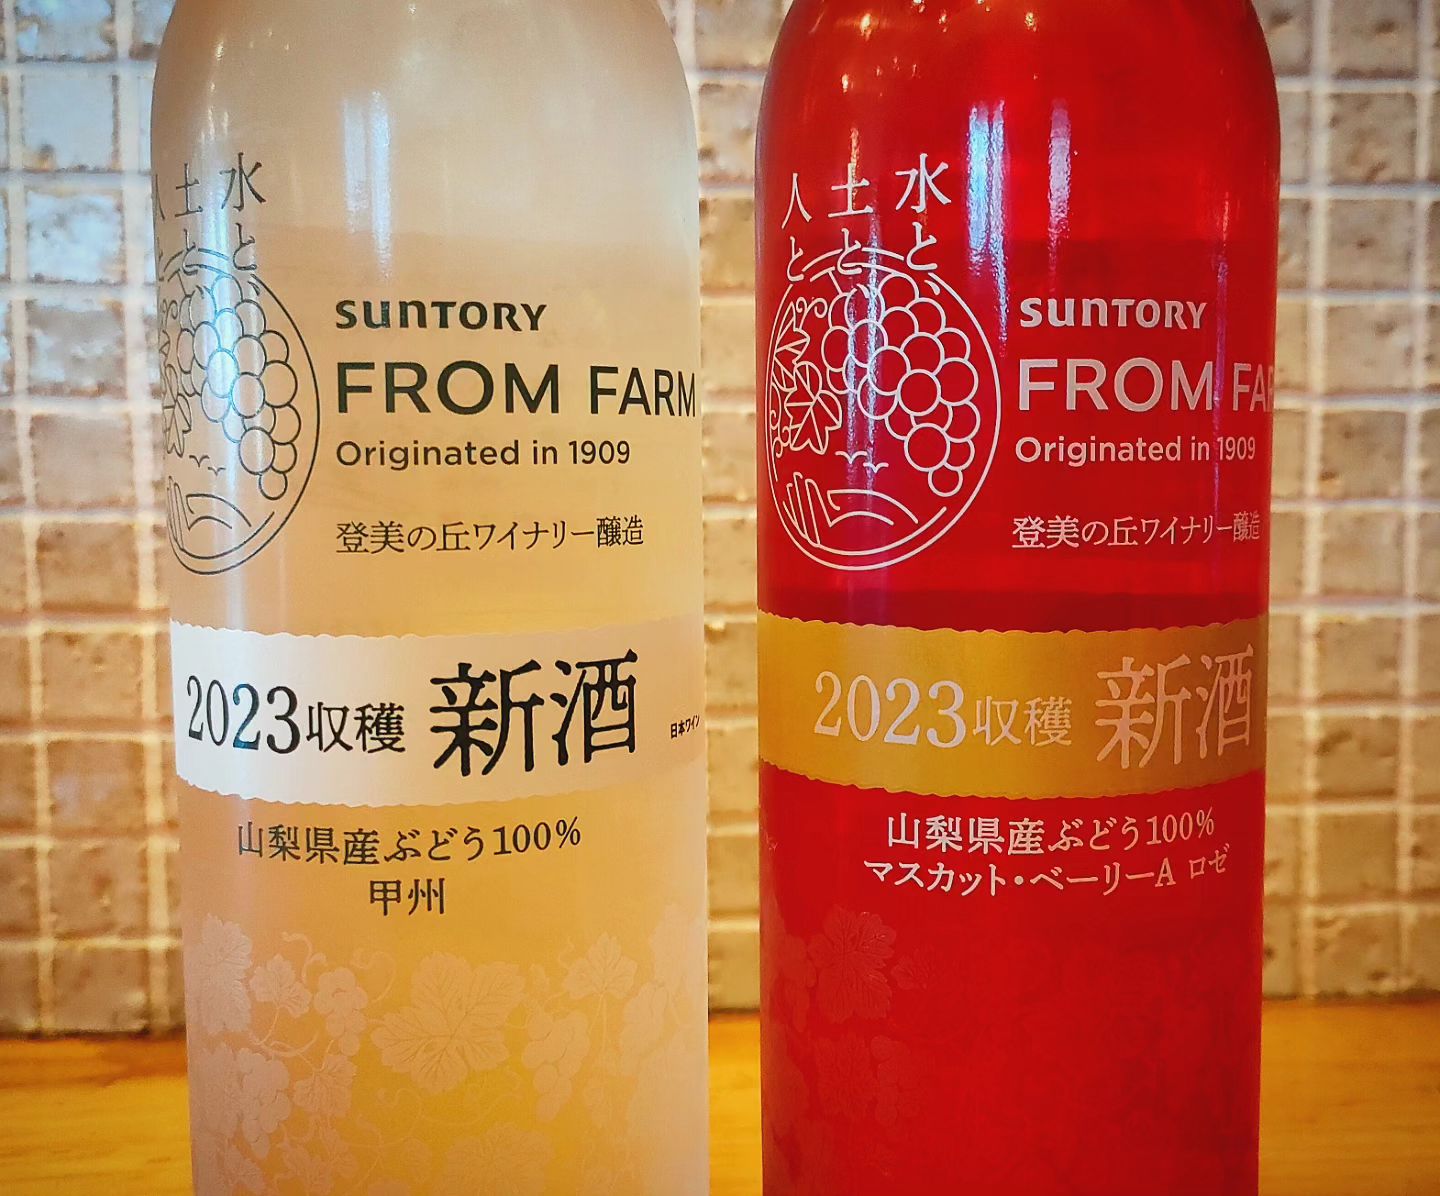 水と、
土と、
人と
SUNTORY
FROM FARM
Originated in 1909
登美の丘ワイナリー醸造
2023収穫 新酒
日本ワイン
山梨県産ぶどう100%
甲州
水と、
土と、
人と
SUNTORY
FROM FAR
Originated in 1909
登美の丘ワイナリー醸造
2023収穫 新酒
山梨県産ぶどう100%
マスカット・ベーリーA ロゼ